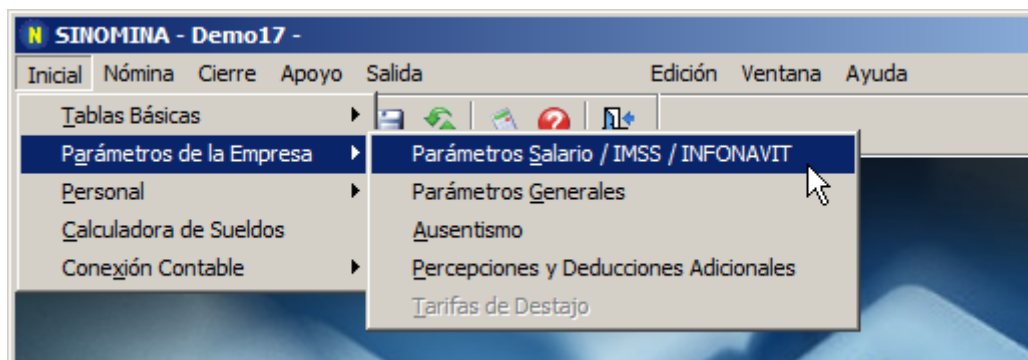 SINOMINA - Demo17 -
Inicial Nómina Cierre Apoyo Salida Edición Ventana Ayuda
Tablas Básicas
Parámetros de la Empresa
Parámetros Salario / IMSS / INFONAVIT
Personal
Parámetros Generales
Calculadora de Sueldos
Ausentismo
Conexión Contable
Percepciones y Deducciones Adicionales
Tarifas de Destajo